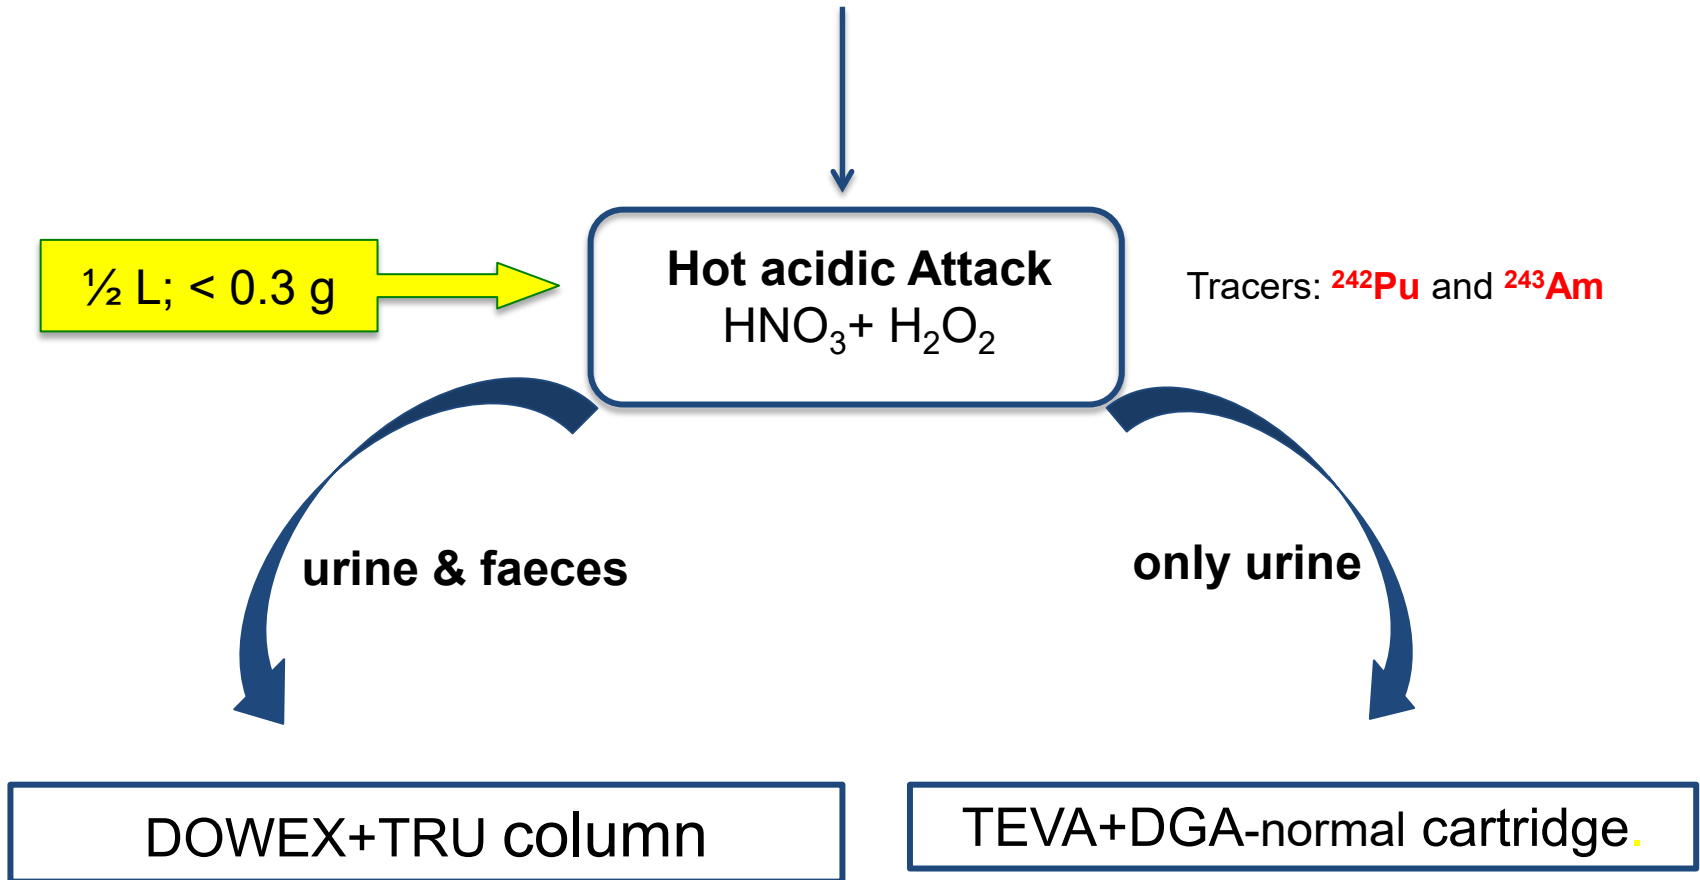 Hot acidic Attack
HNO₃+ H₂O₂
½ L; < 0.3 g
Tracers: ²⁴²Pu and ²⁴³Am
urine & faeces
only urine
DOWEX+TRU column
TEVA+DGA-normal cartridge.